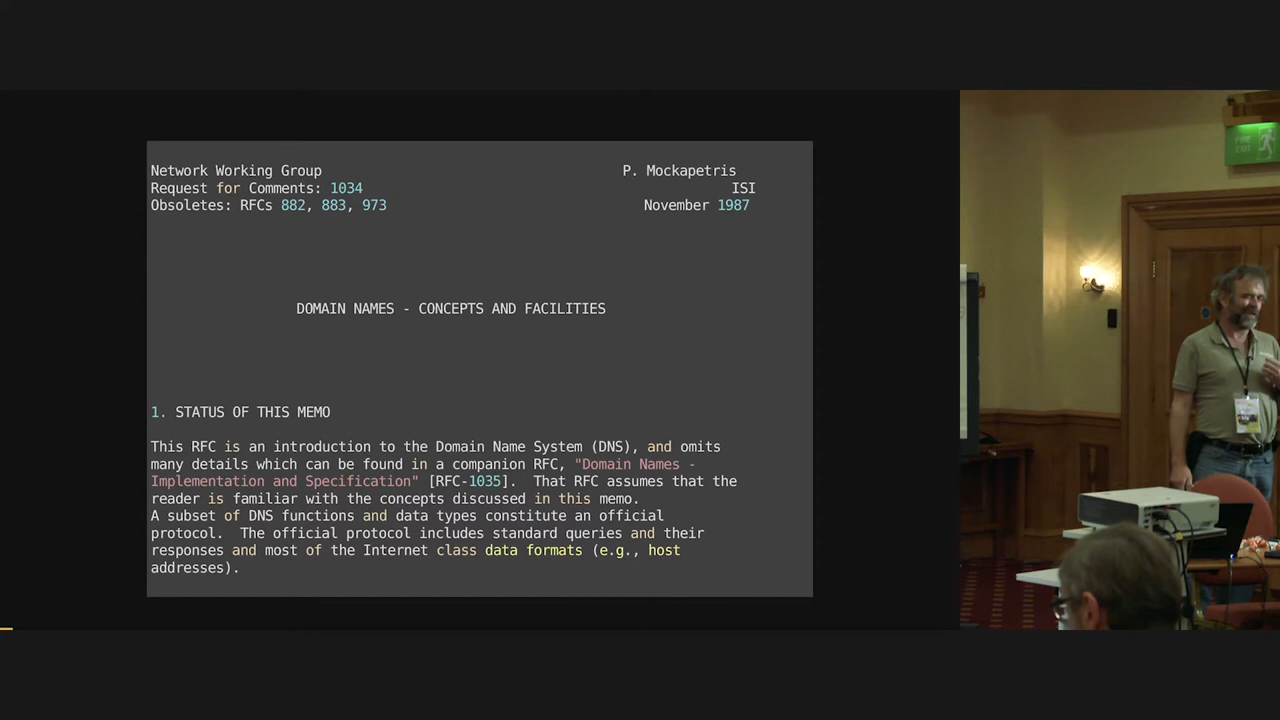 Network Working Group P. Mockapetris
Request for Comments: 1034 ISI
Obsoletes: RFCs 882, 883, 973 November 1987
DOMAIN NAMES - CONCEPTS AND FACILITIES
1. STATUS OF THIS MEMO
This RFC is an introduction to the Domain Name System (DNS), and omits
many details which can be found in a companion RFC, "Domain Names -
Implementation and Specification" [RFC-1035]. That RFC assumes that the
reader is familiar with the concepts discussed in this memo.
A subset of DNS functions and data types constitute an official
protocol. The official protocol includes standard queries and their
responses and most of the Internet class data formats (e.g., host
addresses).
FIRE
EXIT